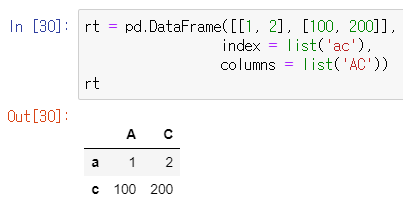 In [30]: rt = pd.DataFrame([[1, 2], [100, 200]],
index = list('ac'),
columns = list('AC'))
rt
Out[30]:
A C
a 1 2
c 100 200